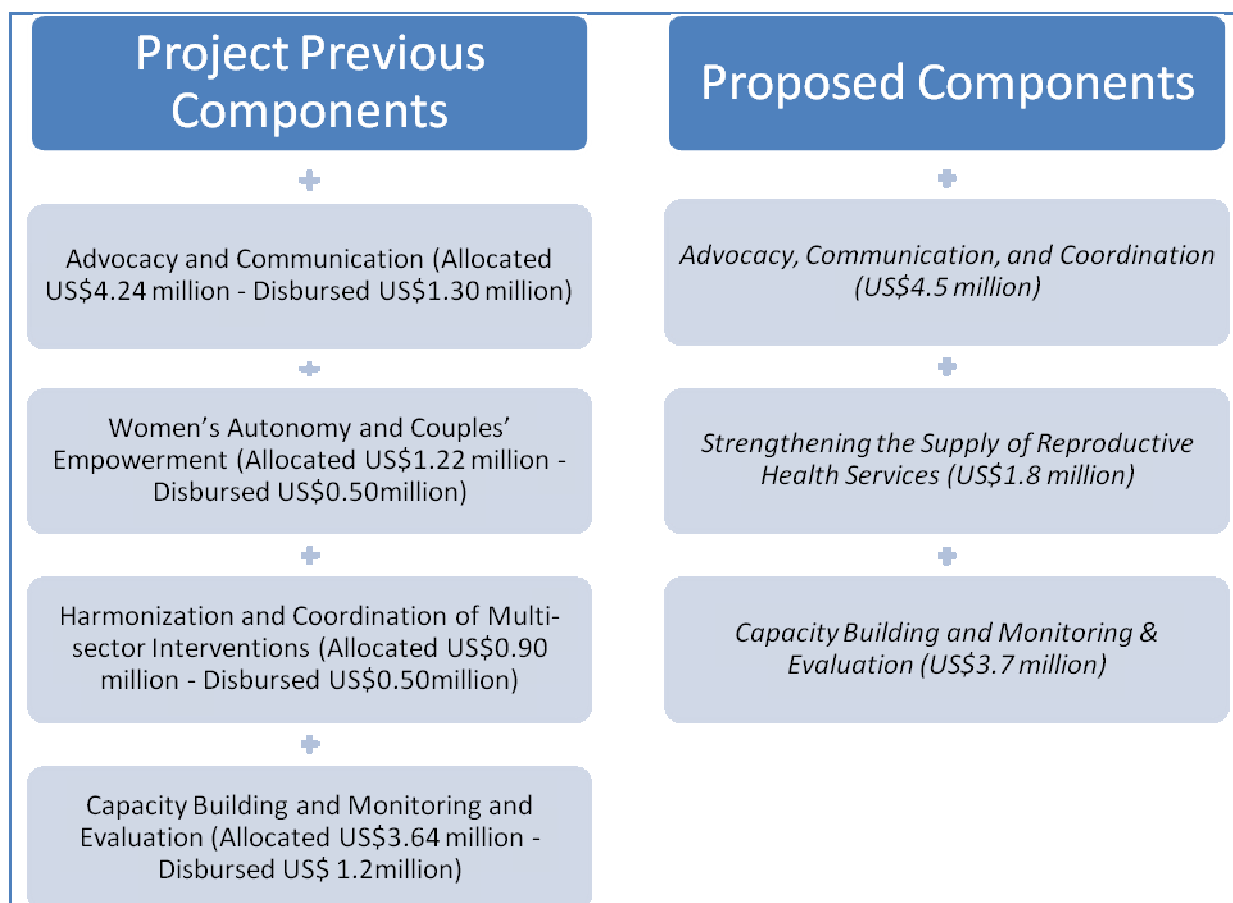 Project Previous
Components
Advocacy and Communication (Allocated
US$4.24 million - Disbursed US$1.30 million)
Women’s Autonomy and Couples’
Empowerment (Allocated US$1.22 million -
Disbursed US$0.50million)
Harmonization and Coordination of Multi-
sector Interventions (Allocated US$0.90
million - Disbursed US$0.50million)
Capacity Building and Monitoring and
Evaluation (Allocated US$3.64 million -
Disbursed US$ 1.2million)
Proposed Components
Advocacy, Communication, and Coordination
(US$4.5 million)
Strengthening the Supply of Reproductive
Health Services (US$1.8 million)
Capacity Building and Monitoring &
Evaluation (US$3.7 million)